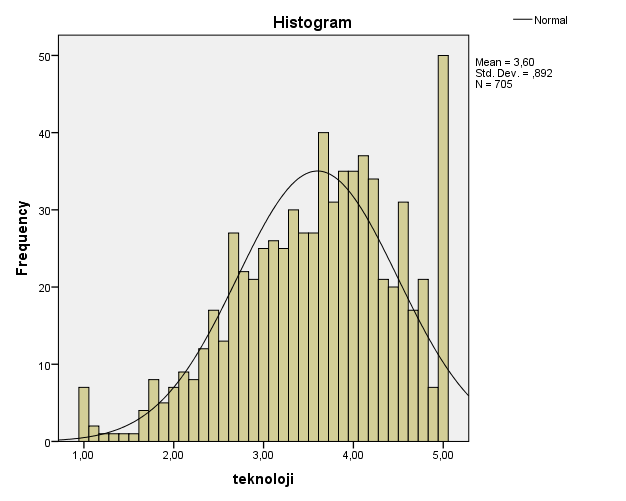 Histogram
Normal
Mean = 3,60
Std. Dev. = ,892
N = 705
Frequency
50
40
30
20
10
0
1,00 2,00 3,00 4,00 5,00
teknoloji